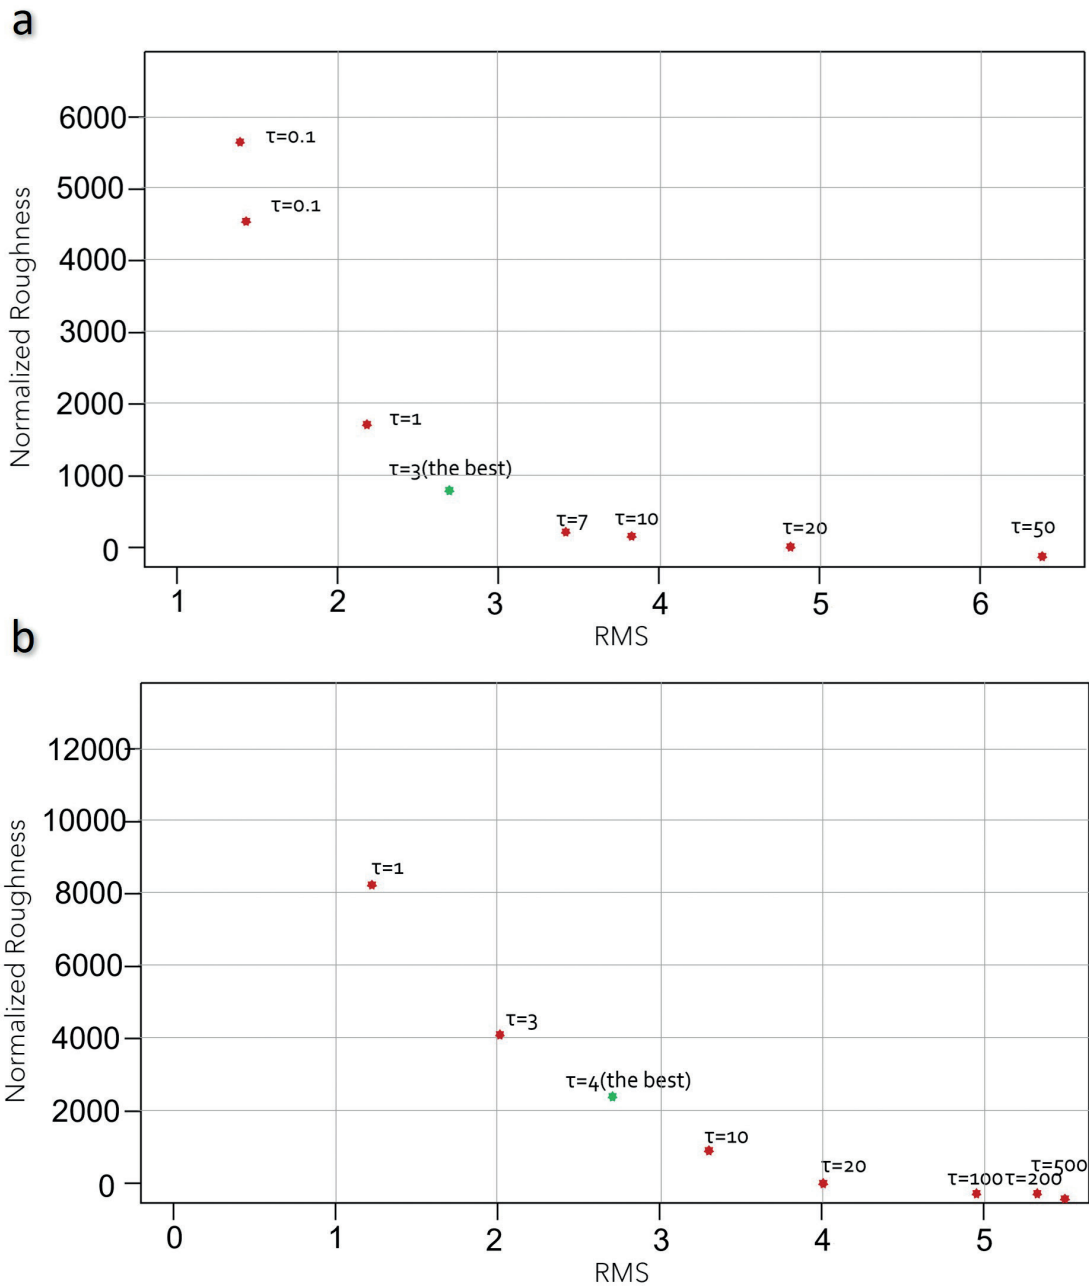 a
Normalized Roughness
6000
5000
4000
3000
2000
1000
0
τ=0.1
τ=0.1
τ=1
τ=3(the best)
τ=7
τ=10
τ=20
τ=50
1 2 3 4 5 6
RMS
b
Normalized Roughness
12000
10000
8000
6000
4000
2000
0
τ=1
τ=3
τ=4(the best)
τ=10
τ=20
τ=100
τ=200
τ=500
0 1 2 3 4 5
RMS